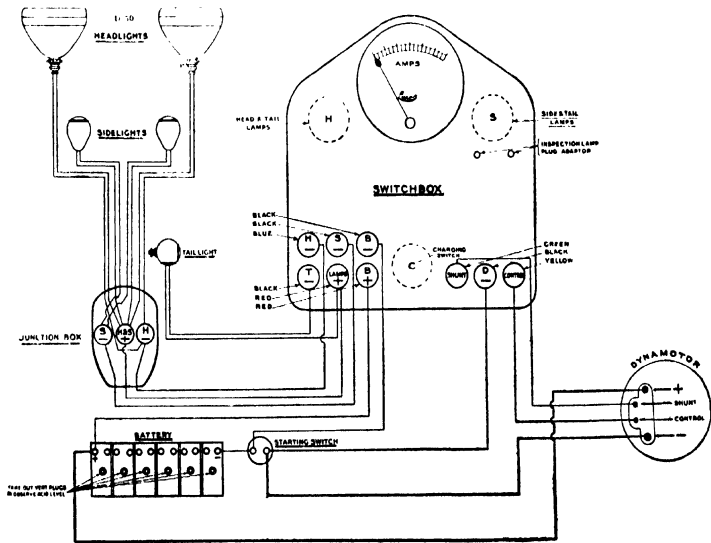 HEADLIGHTS
SIDELIGHTS
AMPS
HEAD & TAIL
LAMPS
H
S
SIDE & TAIL
LAMPS
INSPECTION LAMP
PLUG ADAPTOR
SWITCHBOX
BLACK
BLACK
BLUE
H
−
S
−
B
−
TAIL LIGHT
CHARGING
SWITCH
C
GREEN
BLACK
YELLOW
BLACK
RED
RED
T
−
LAMPS
+
B
+
SHUNT
D
−
CONTROL
JUNCTION BOX
S
−
H&S
+
H
−
DYNAMOTOR
+
SHUNT
CONTROL
−
BATTERY
STARTING SWITCH
+
−
TAKE OUT VENT PLUGS
TO OBSERVE ACID LEVEL